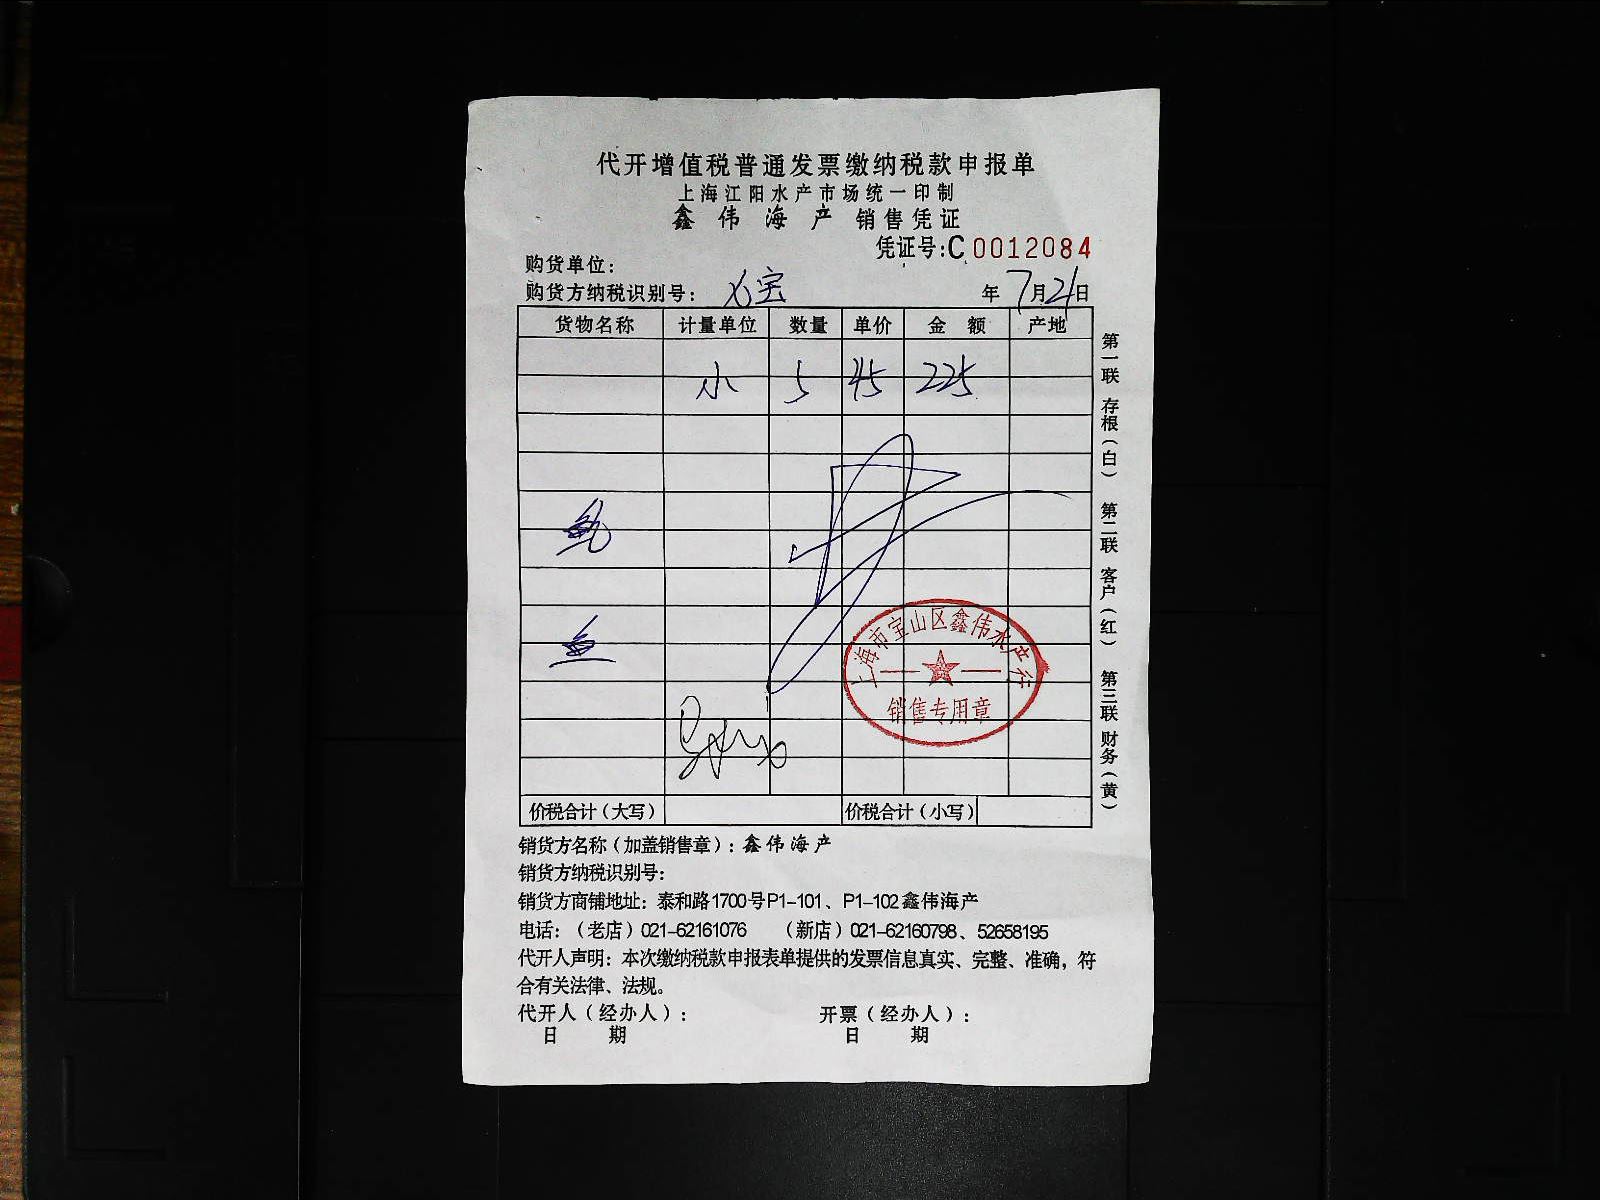 代开增值税普通发票缴纳税款申报单
上海江阳水产市场统一印制
鑫伟海产 销售凭证
凭证号:C 0012084
购货单位:
购货方纳税识别号: 年 7月21日
货物名称 计量单位 数量 单价 金额 产地
小 5 45 225
鱼
上海市宝山区鑫伟水产行
销售专用章
价税合计(大写) 价税合计(小写)
第一联 存根(白) 第二联 客户(红) 第三联 财务(黄)
销货方名称(加盖销售章):鑫伟海产
销货方纳税识别号:
销货方商铺地址:泰和路1700号P1-101、P1-102鑫伟海产
电话:(老店)021-62161076 (新店)021-62160798、52658195
代开人声明:本次缴纳税款申报表单提供的发票信息真实、完整、准确,符
合有关法律、法规。
代开人(经办人): 开票(经办人):
日 期 日 期